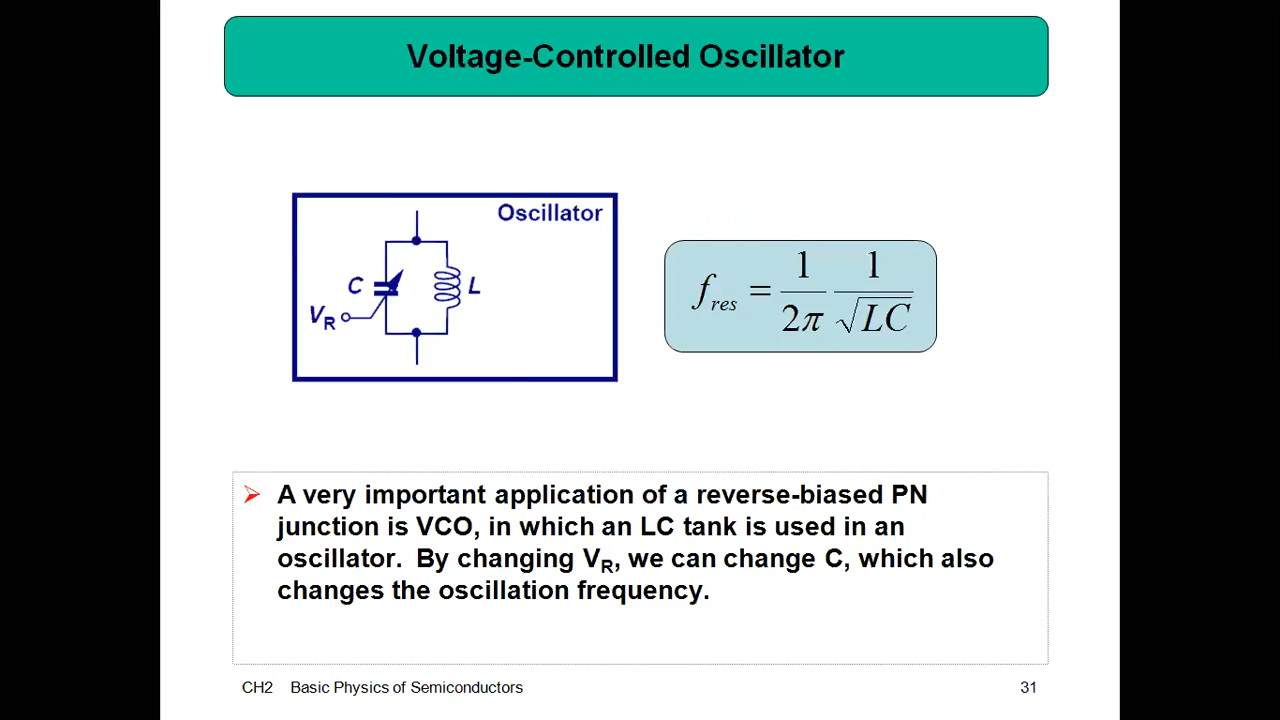 Voltage-Controlled Oscillator
Oscillator
C
L
V_R
f_res = 1/2π 1/√LC
A very important application of a reverse-biased PN
junction is VCO, in which an LC tank is used in an
oscillator.  By changing V_R, we can change C, which also
changes the oscillation frequency.
CH2 Basic Physics of Semiconductors
31